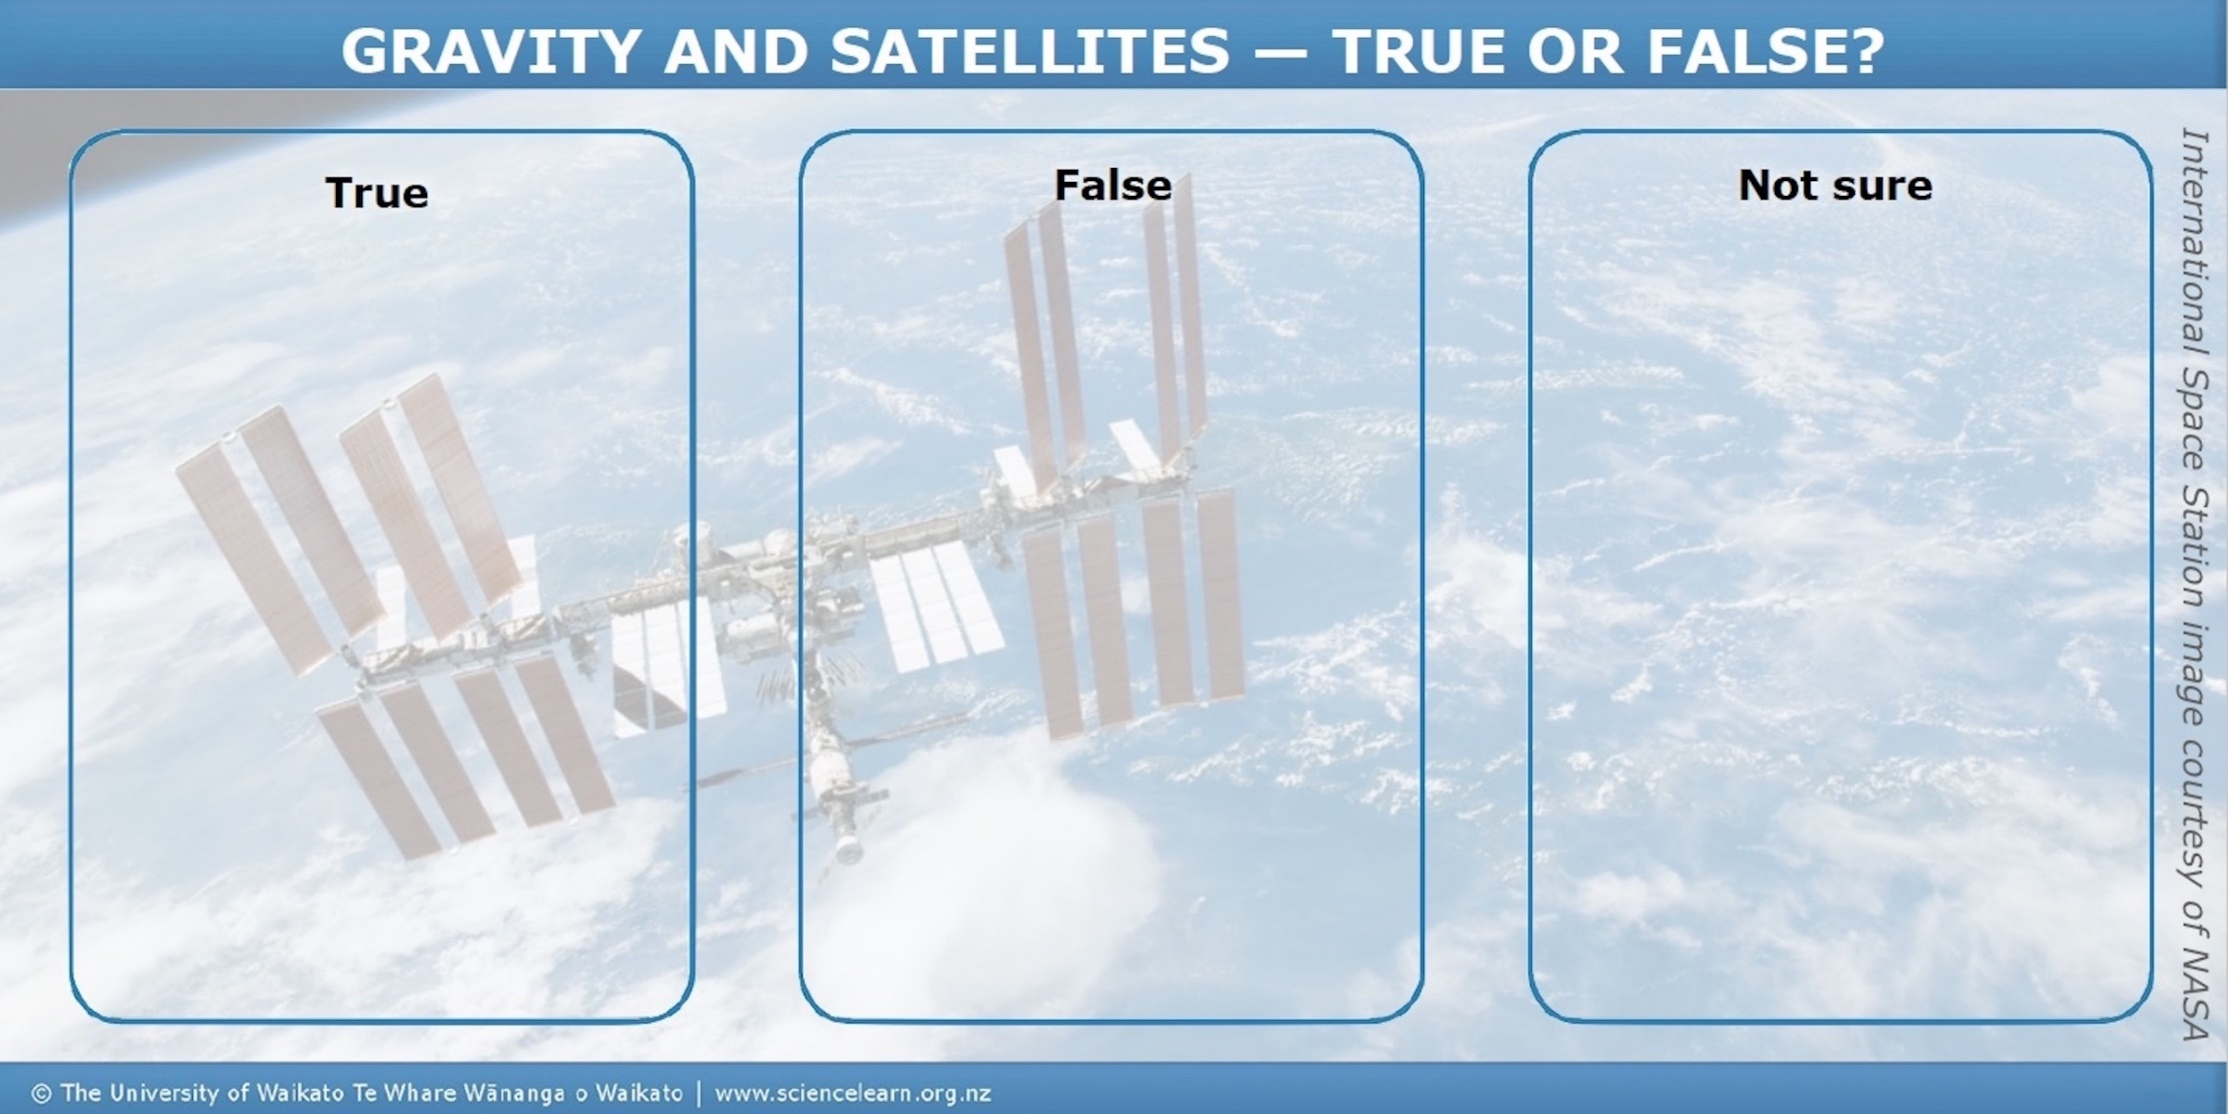 GRAVITY AND SATELLITES — TRUE OR FALSE?
True
False
Not sure
International Space Station image courtesy of NASA
© The University of Waikato Te Whare Wānanga o Waikato | www.sciencelearn.org.nz